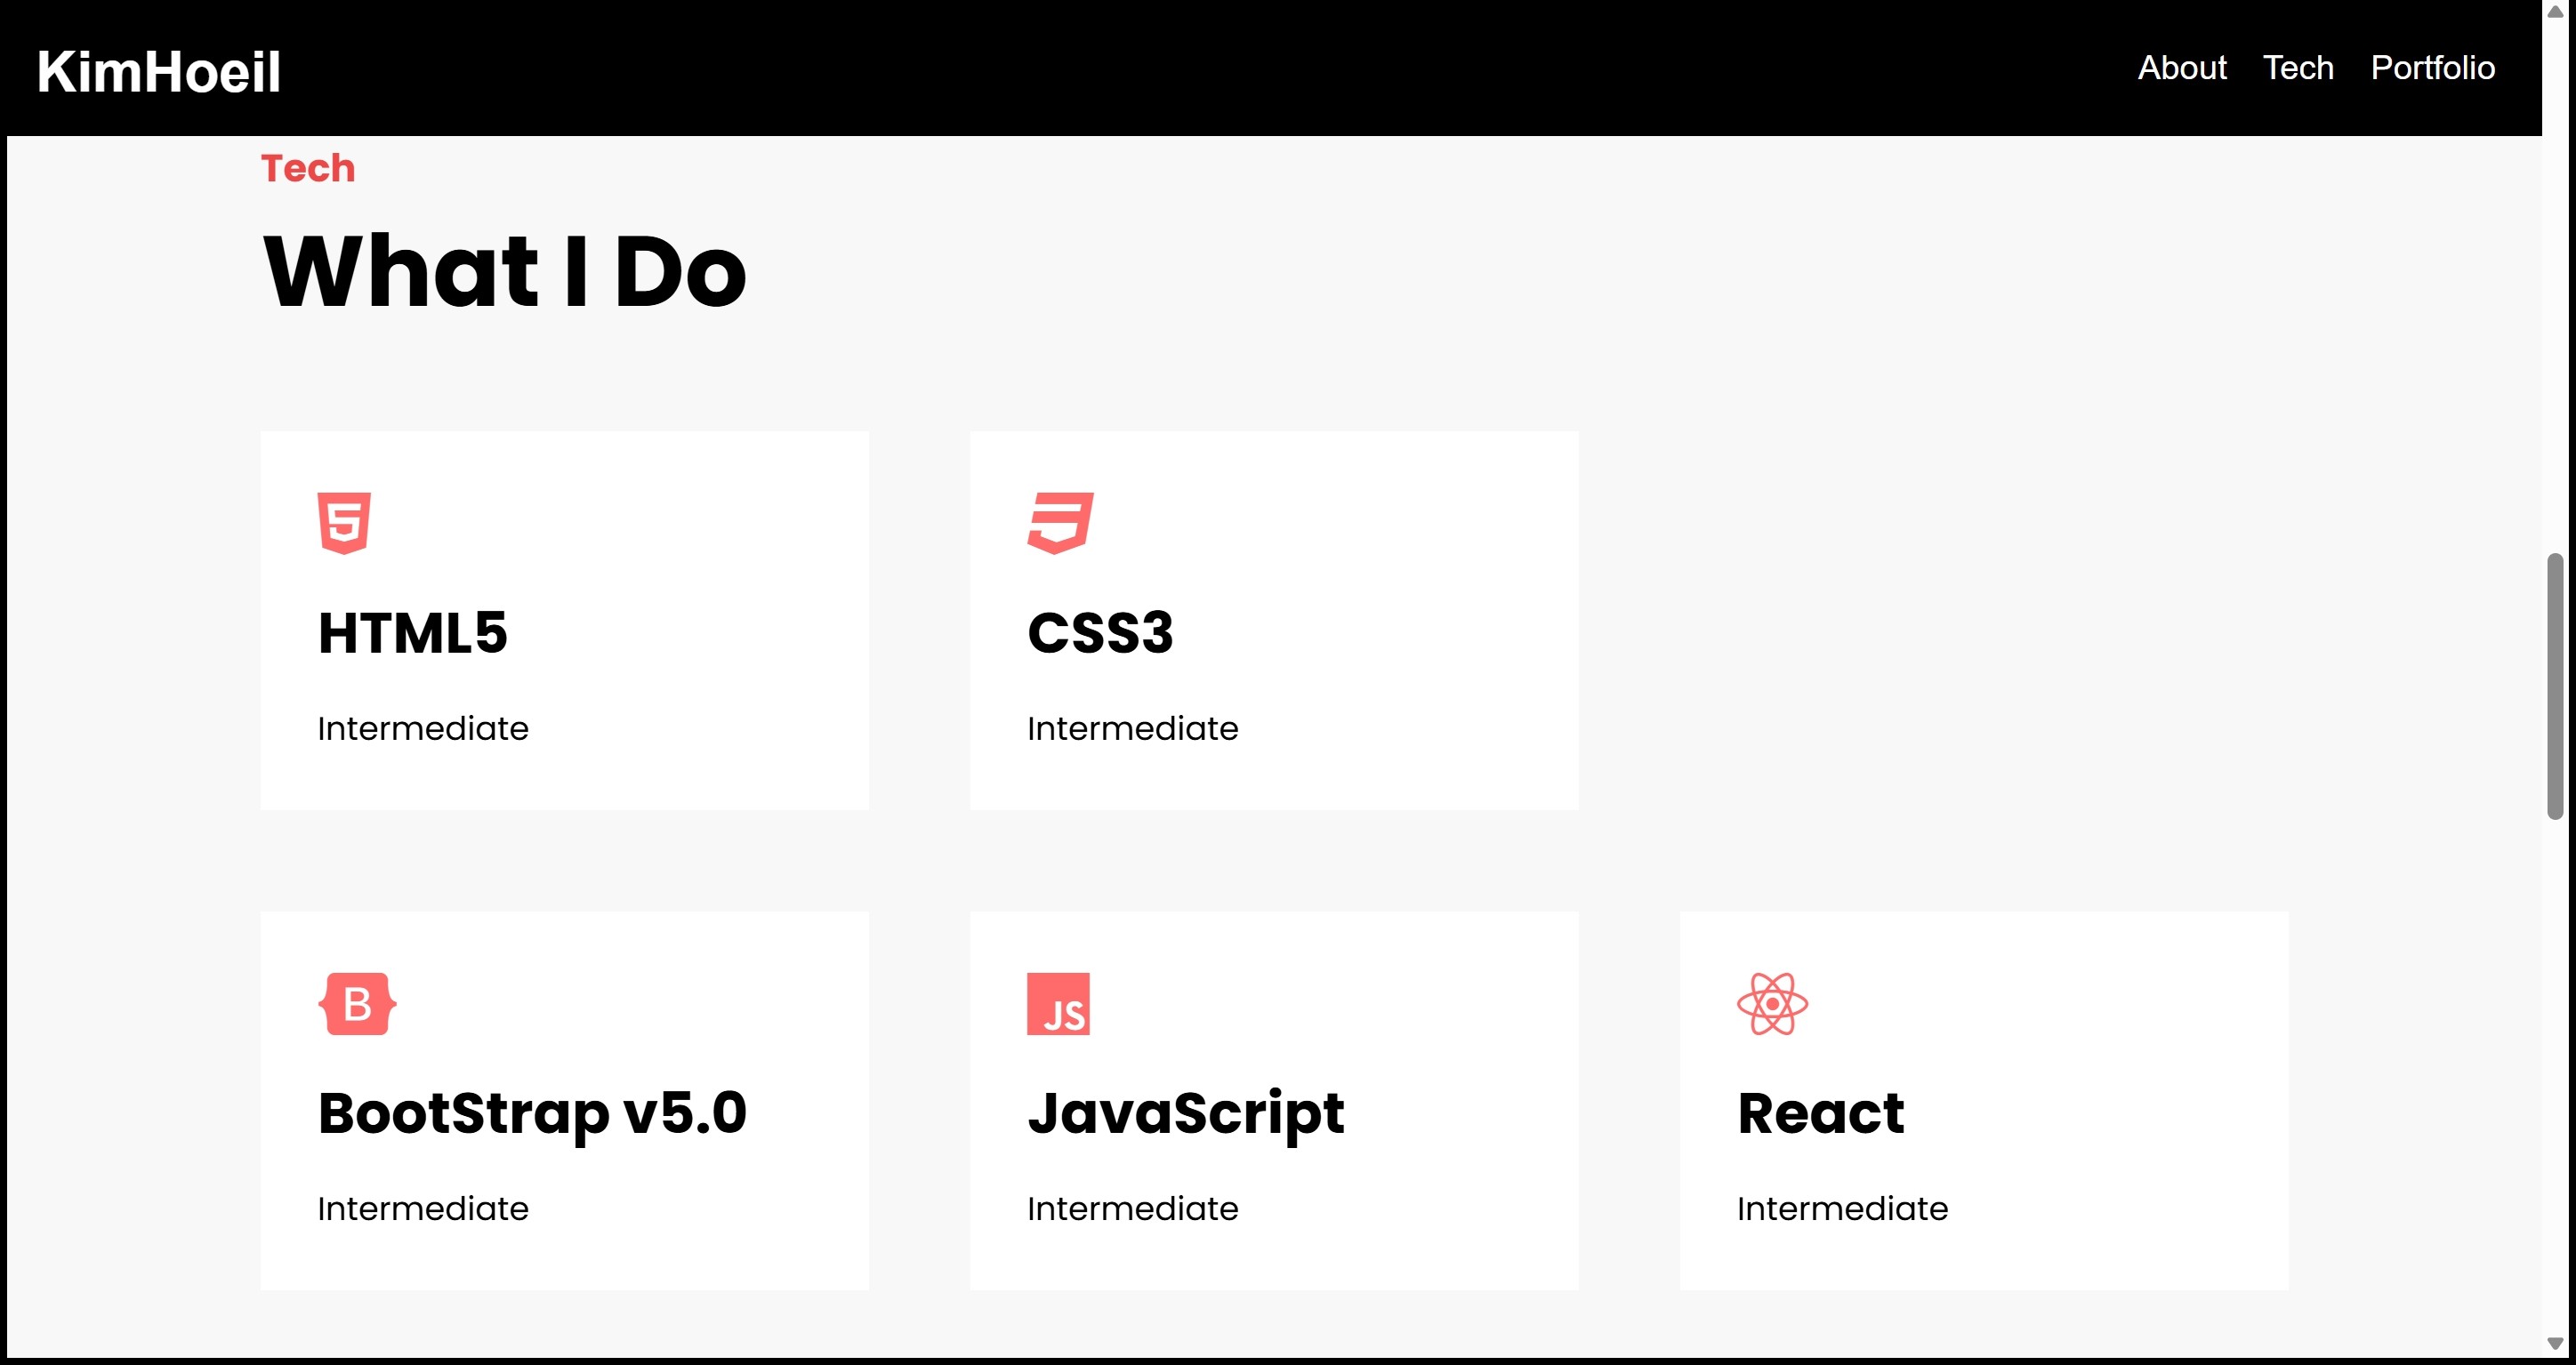 KimHoeil
About Tech Portfolio
Tech
What I Do
HTML5
Intermediate
CSS3
Intermediate
B
BootStrap v5.0
Intermediate
JS
JavaScript
Intermediate
React
Intermediate